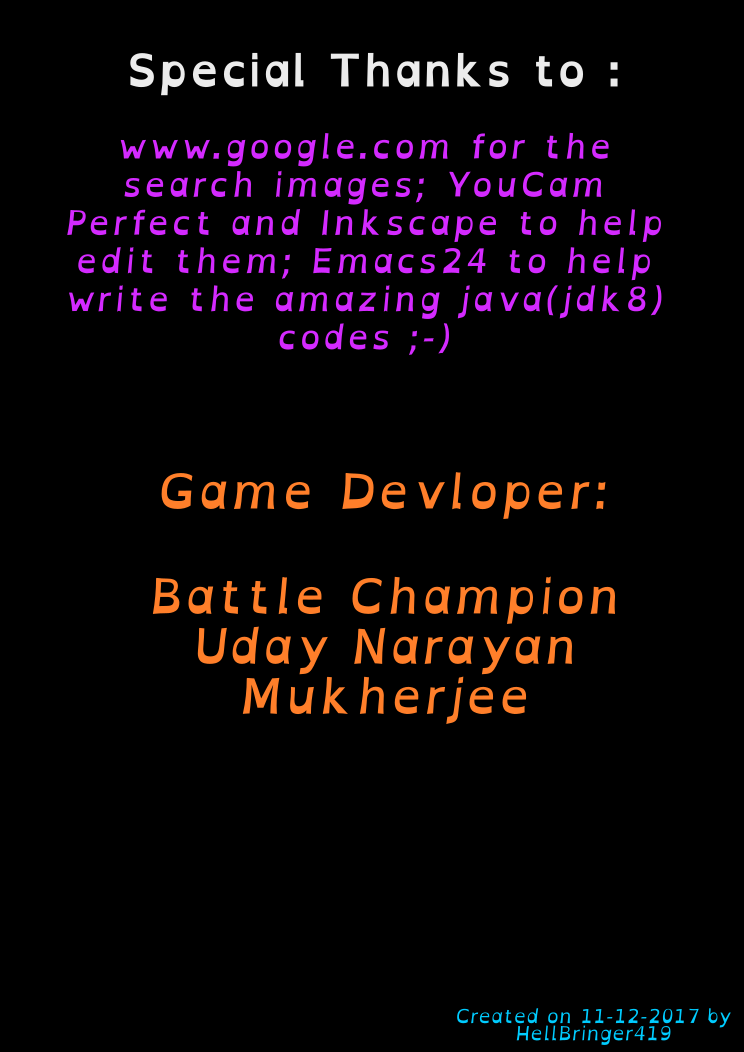 Special Thanks to :
www.google.com for the
search images; YouCam
Perfect and Inkscape to help
edit them; Emacs24 to help
write the amazing java(jdk8)
codes ;-)
Game Devloper:
Battle Champion
Uday Narayan
Mukherjee
Created on 11-12-2017 by
HellBringer419